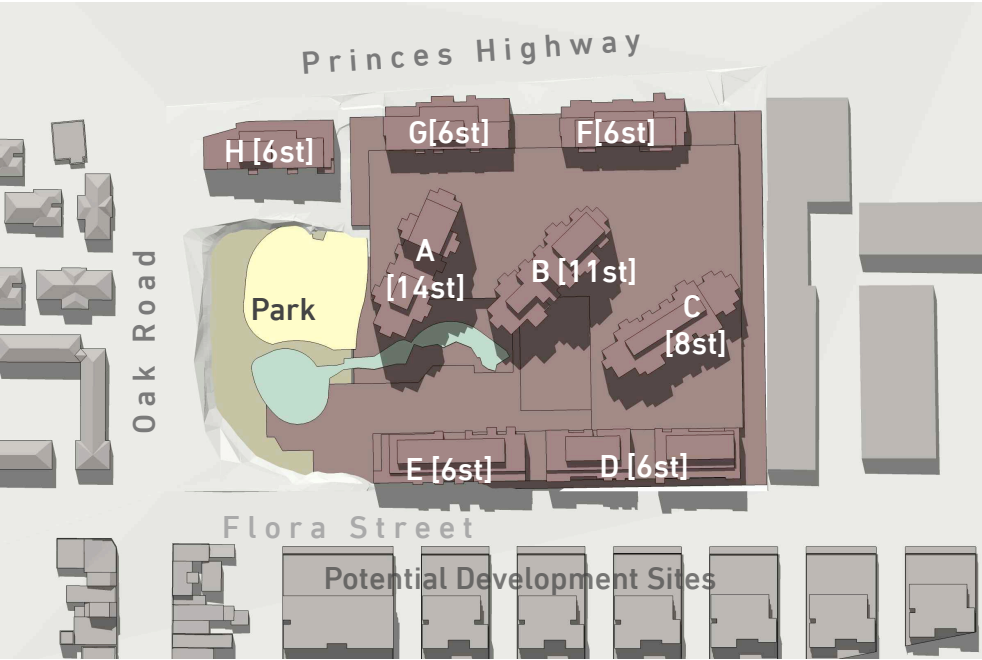 Princes Highway
H [6st]
G[6st]
F[6st]
A
[14st]
B [11st]
C
[8st]
Park
Oak Road
E [6st]
D [6st]
Flora Street
Potential Development Sites